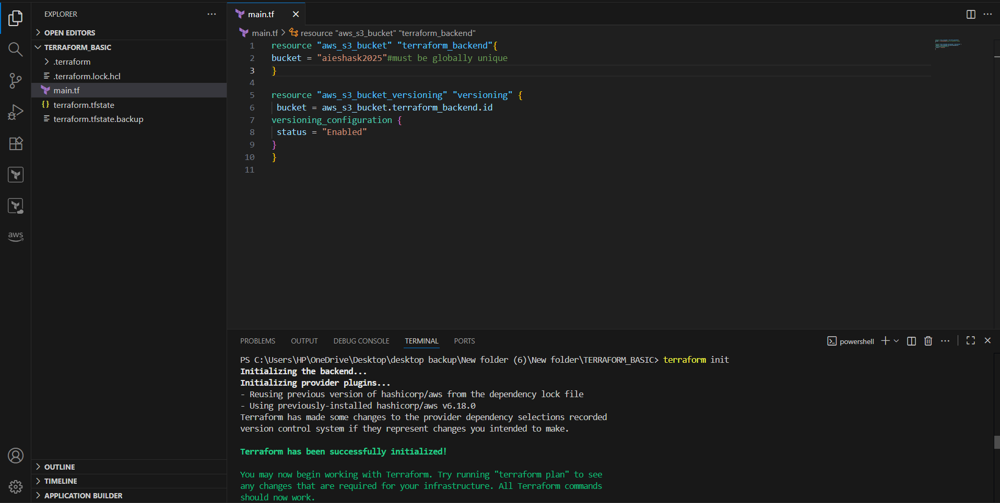 EXPLORER
OPEN EDITORS
TERRAFORM_BASIC
.terraform
.terraform.lock.hcl
main.tf
terraform.tfstate
terraform.tfstate.backup
aws
OUTLINE
TIMELINE
APPLICATION BUILDER
main.tf
main.tf > resource "aws_s3_bucket" "terraform_backend"
1 resource "aws_s3_bucket" "terraform_backend"{
2 bucket = "aieshask2025"#must be globally unique
3 }
4
5 resource "aws_s3_bucket_versioning" "versioning" {
6 bucket = aws_s3_bucket.terraform_backend.id
7 versioning_configuration {
8 status = "Enabled"
9 }
10 }
11
PROBLEMS OUTPUT DEBUG CONSOLE TERMINAL PORTS powershell
PS C:\Users\HP\OneDrive\Desktop\desktop backup\New folder (6)\New folder\TERRAFORM_BASIC> terraform init
Initializing the backend...
Initializing provider plugins...
- Reusing previous version of hashicorp/aws from the dependency lock file
- Using previously-installed hashicorp/aws v6.18.0
Terraform has made some changes to the provider dependency selections recorded
version control system if they represent changes you intended to make.
Terraform has been successfully initialized!
You may now begin working with Terraform. Try running "terraform plan" to see
any changes that are required for your infrastructure. All Terraform commands
should now work.